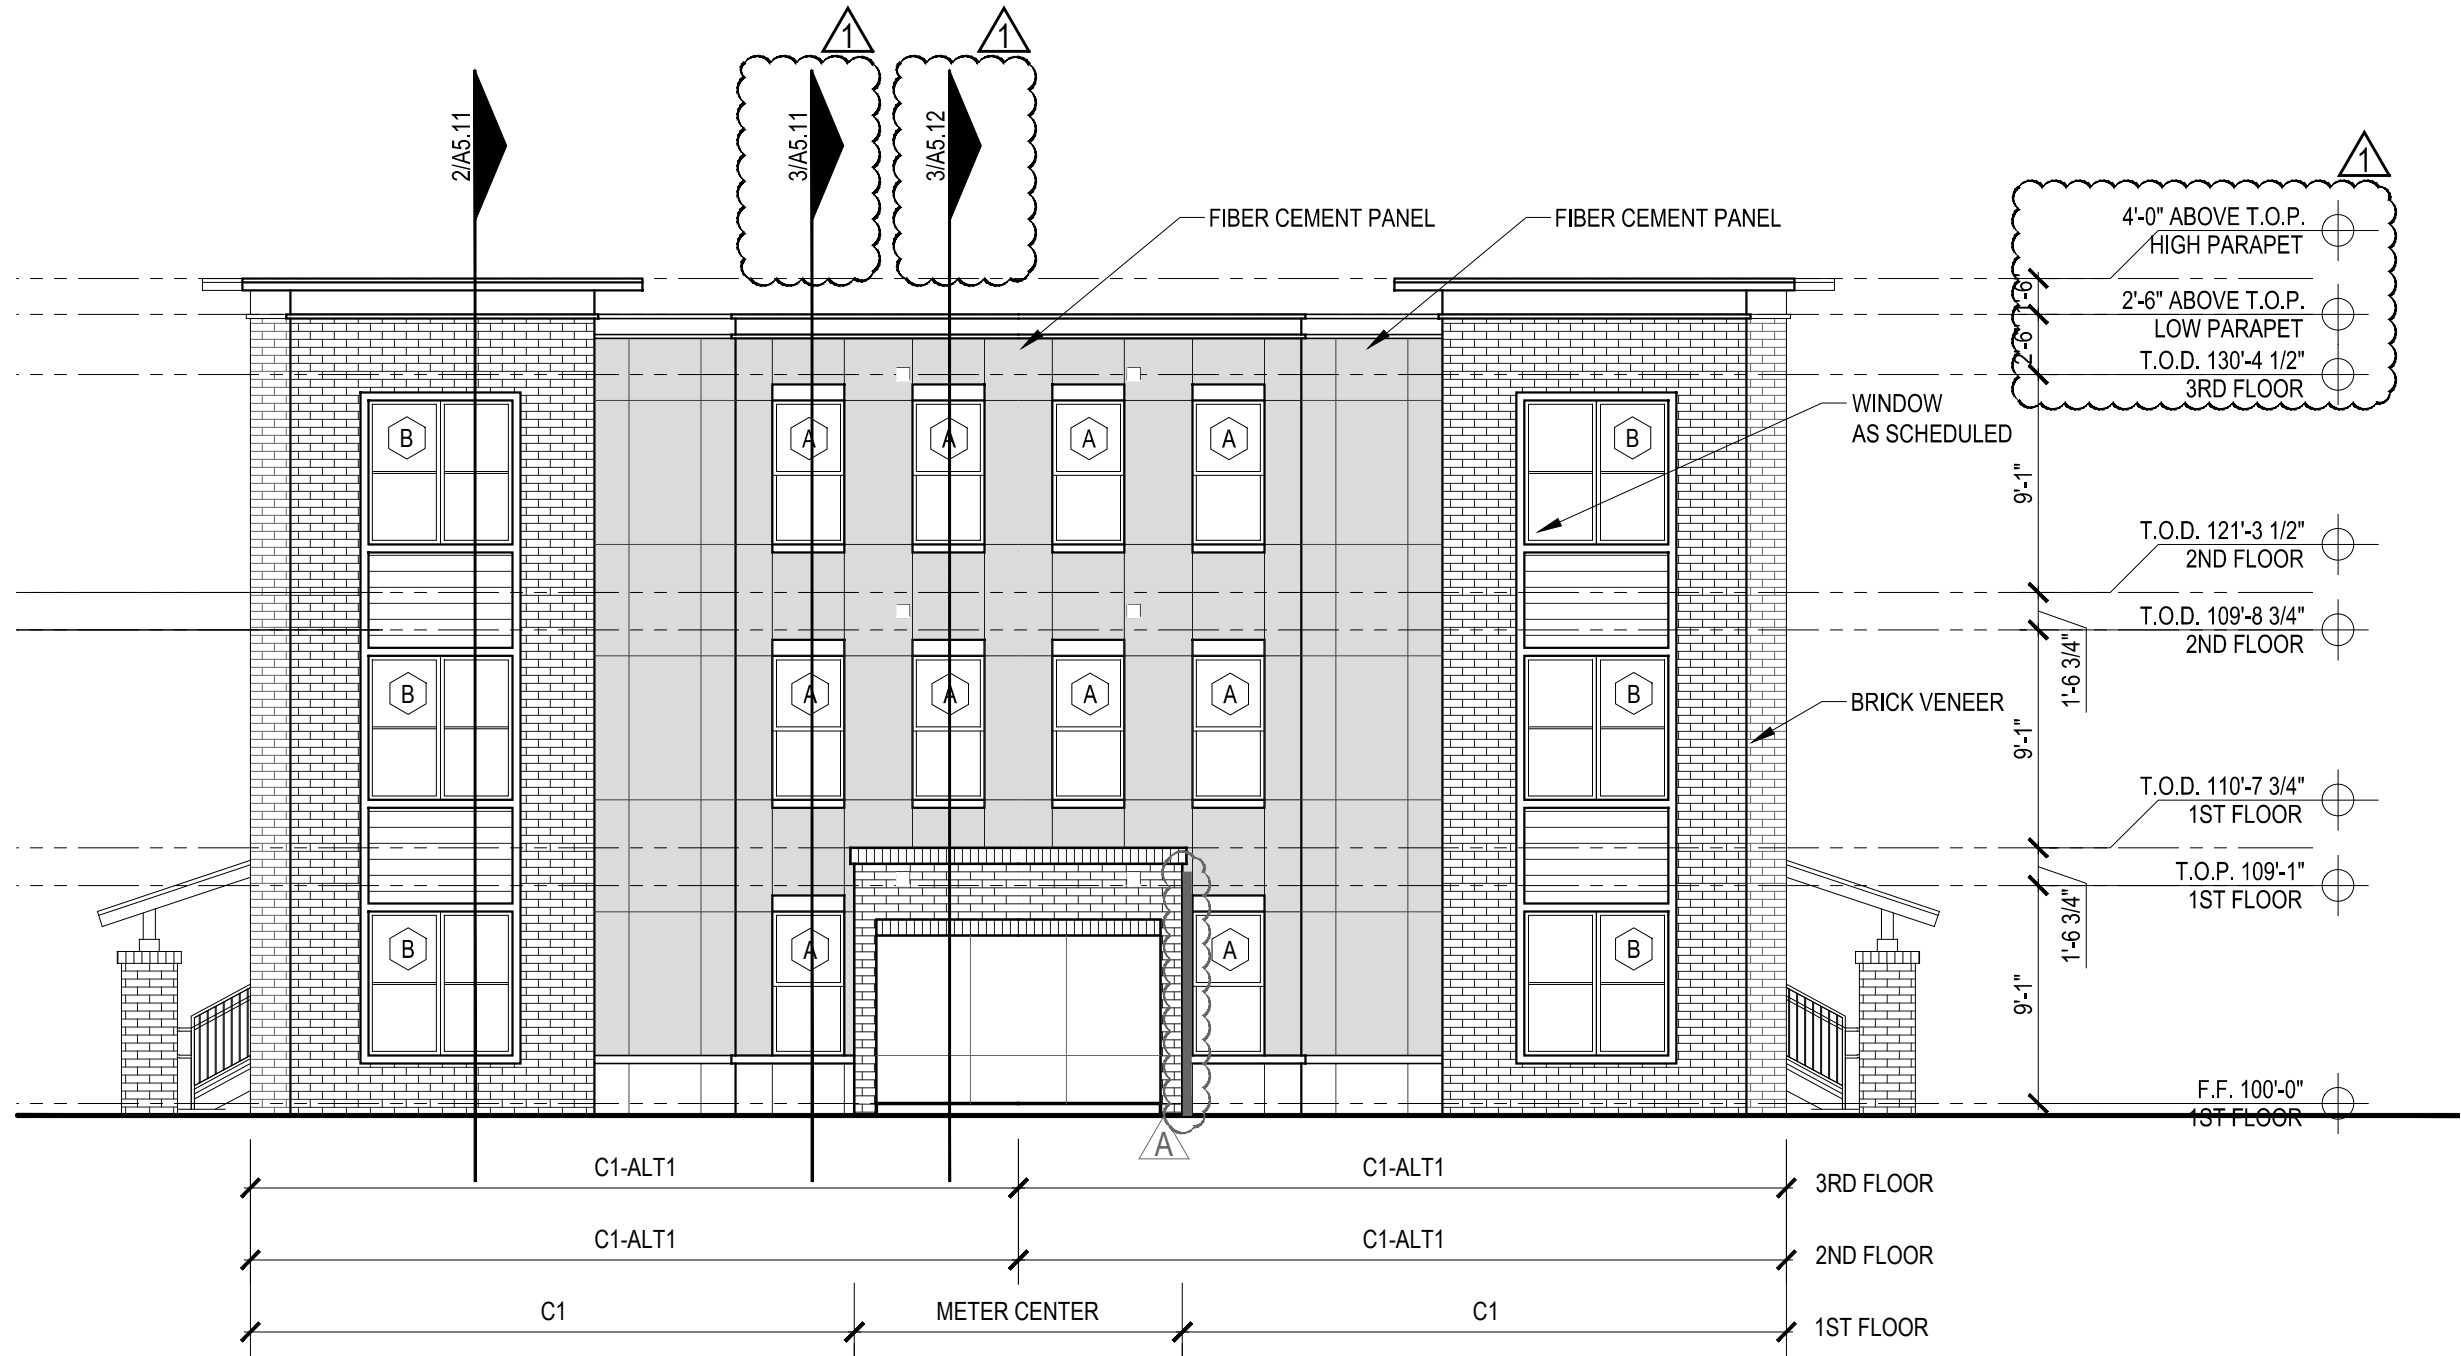 1
1
1
2/A5.11
3/A5.11
3/A5.12
FIBER CEMENT PANEL
FIBER CEMENT PANEL
4'-0" ABOVE T.O.P.
HIGH PARAPET
1'-6"
2'-6" ABOVE T.O.P.
LOW PARAPET
2'-6"
T.O.D. 130'-4 1/2"
3RD FLOOR
WINDOW
AS SCHEDULED
B
A
A
A
A
B
9'-1"
T.O.D. 121'-3 1/2"
2ND FLOOR
T.O.D. 109'-8 3/4"
2ND FLOOR
1'-6 3/4"
B
A
A
A
A
B
BRICK VENEER
9'-1"
T.O.D. 110'-7 3/4"
1ST FLOOR
T.O.P. 109'-1"
1ST FLOOR
1'-6 3/4"
B
A
A
B
9'-1"
F.F. 100'-0"
1ST FLOOR
A
C1-ALT1
C1-ALT1
3RD FLOOR
C1-ALT1
C1-ALT1
2ND FLOOR
C1
METER CENTER
C1
1ST FLOOR